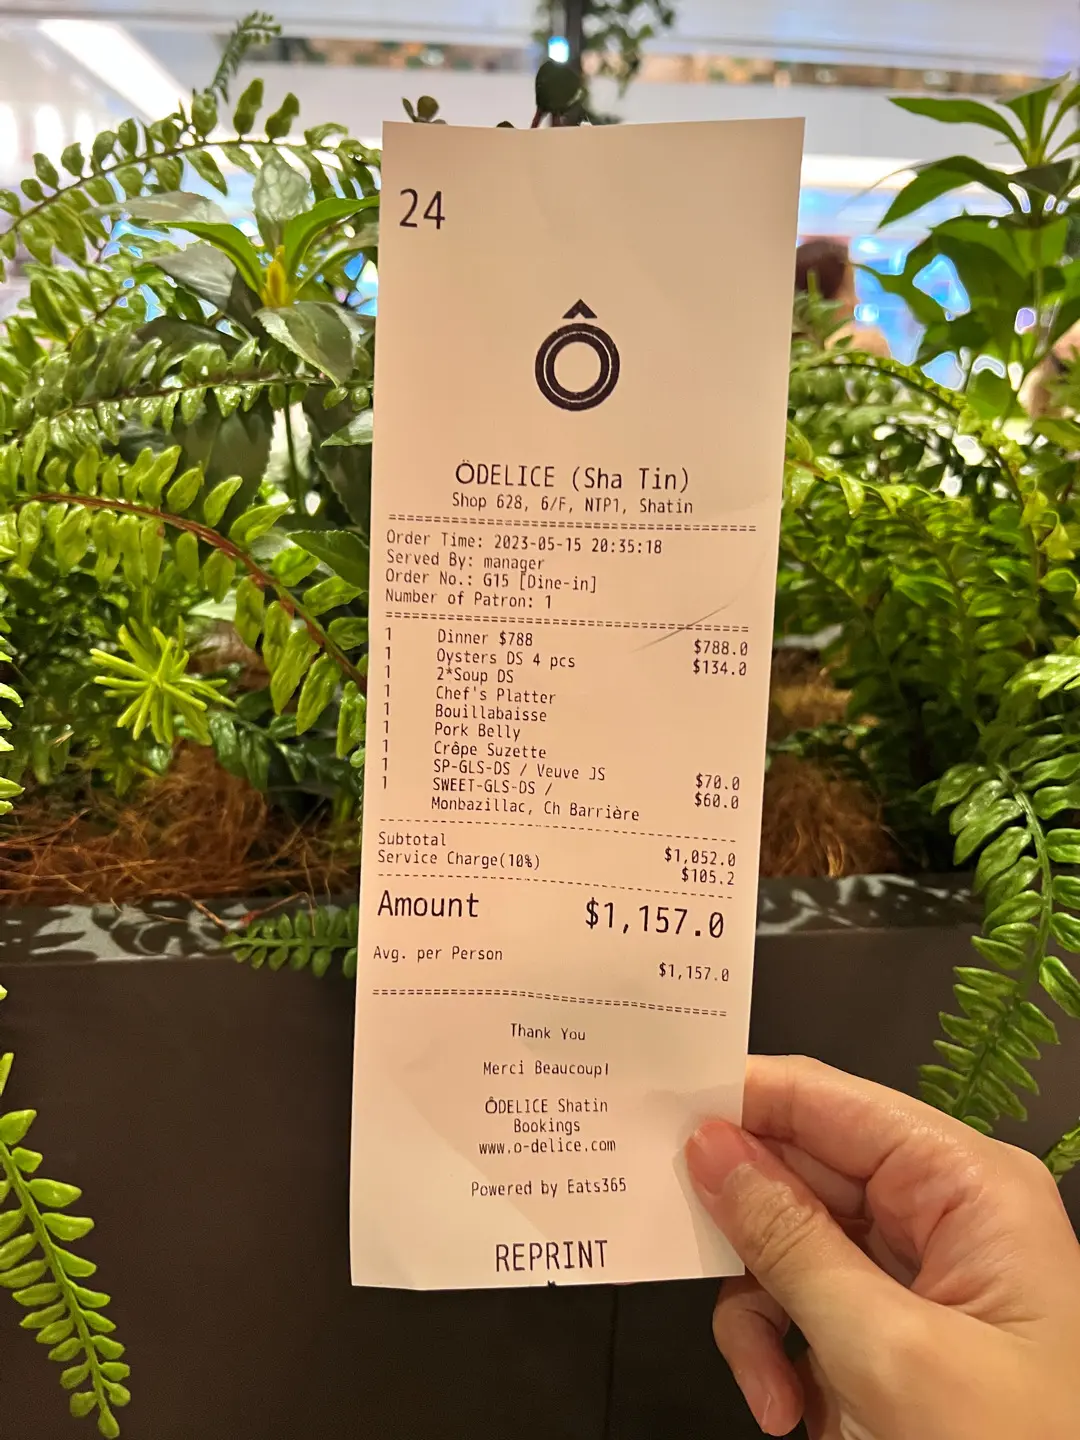 24
Ô
ÔDELICE (Sha Tin)
Shop 628, 6/F, NTP1, Shatin
Order Time: 2023-05-15 20:35:18
Served By: manager
Order No.: G15 [Dine-in]
Number of Patron: 1
1 Dinner $788 $788.0
1 Oysters DS 4 pcs $134.0
1 2*Soup DS
1 Chef's Platter
1 Bouillabaisse
1 Pork Belly
1 Crêpe Suzette
1 SP-GLS-DS / Veuve JS $70.0
1 SWEET-GLS-DS / $60.0
Monbazillac, Ch Barrière
Subtotal $1,052.0
Service Charge(10%) $105.2
Amount $1,157.0
Avg. per Person $1,157.0
Thank You
Merci Beaucoup!
ÔDELICE Shatin
Bookings
www.o-delice.com
Powered by Eats365
REPRINT